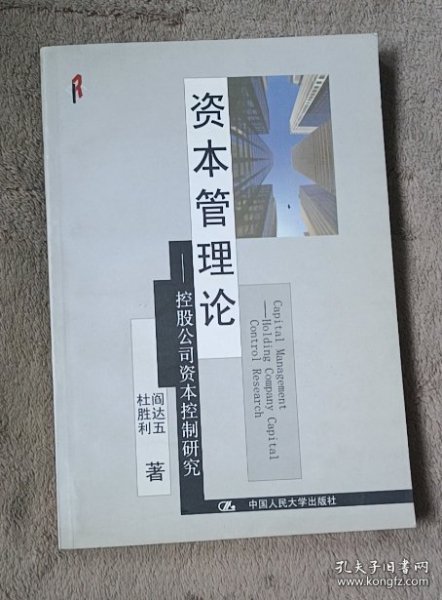 资本管理论
——控股公司资本控制研究
Capital Management
——Holding Company Capital
Control Research
阎达五
杜胜利
著
中国人民大学出版社
孔夫子旧书网
www.kongfz.com